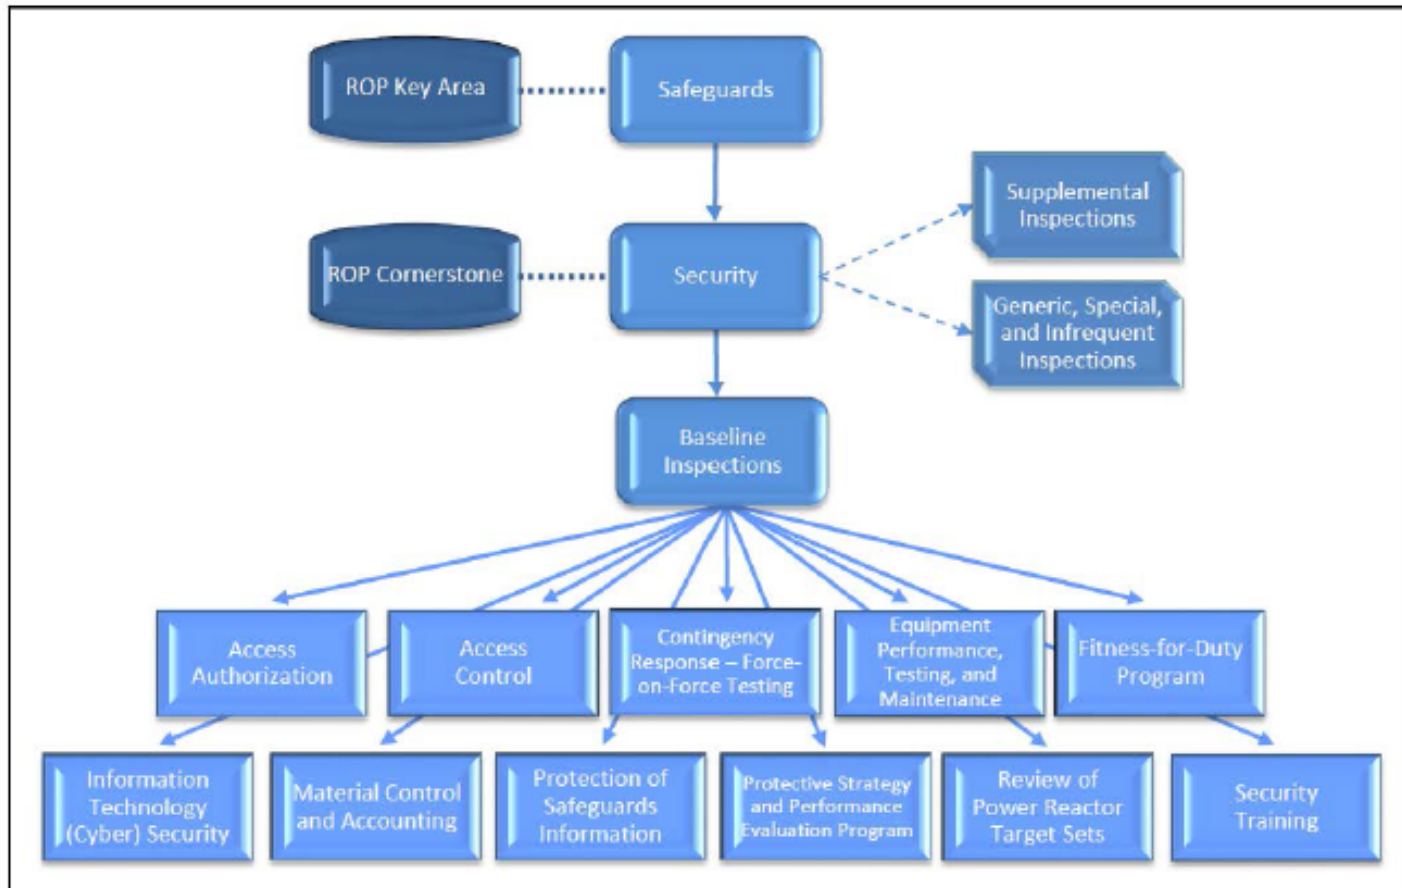 ROP Key Area
Safeguards
Supplemental
Inspections
ROP Cornerstone
Security
Generic, Special,
and Infrequent
Inspections
Baseline
Inspections
Access
Authorization
Access
Control
Contingency
Response – Force-
on-Force Testing
Equipment
Performance,
Testing, and
Maintenance
Fitness-for-Duty
Program
Information
Technology
(Cyber) Security
Material Control
and Accounting
Protection of
Safeguards
Information
Protective Strategy
and Performance
Evaluation Program
Review of
Power Reactor
Target Sets
Security
Training